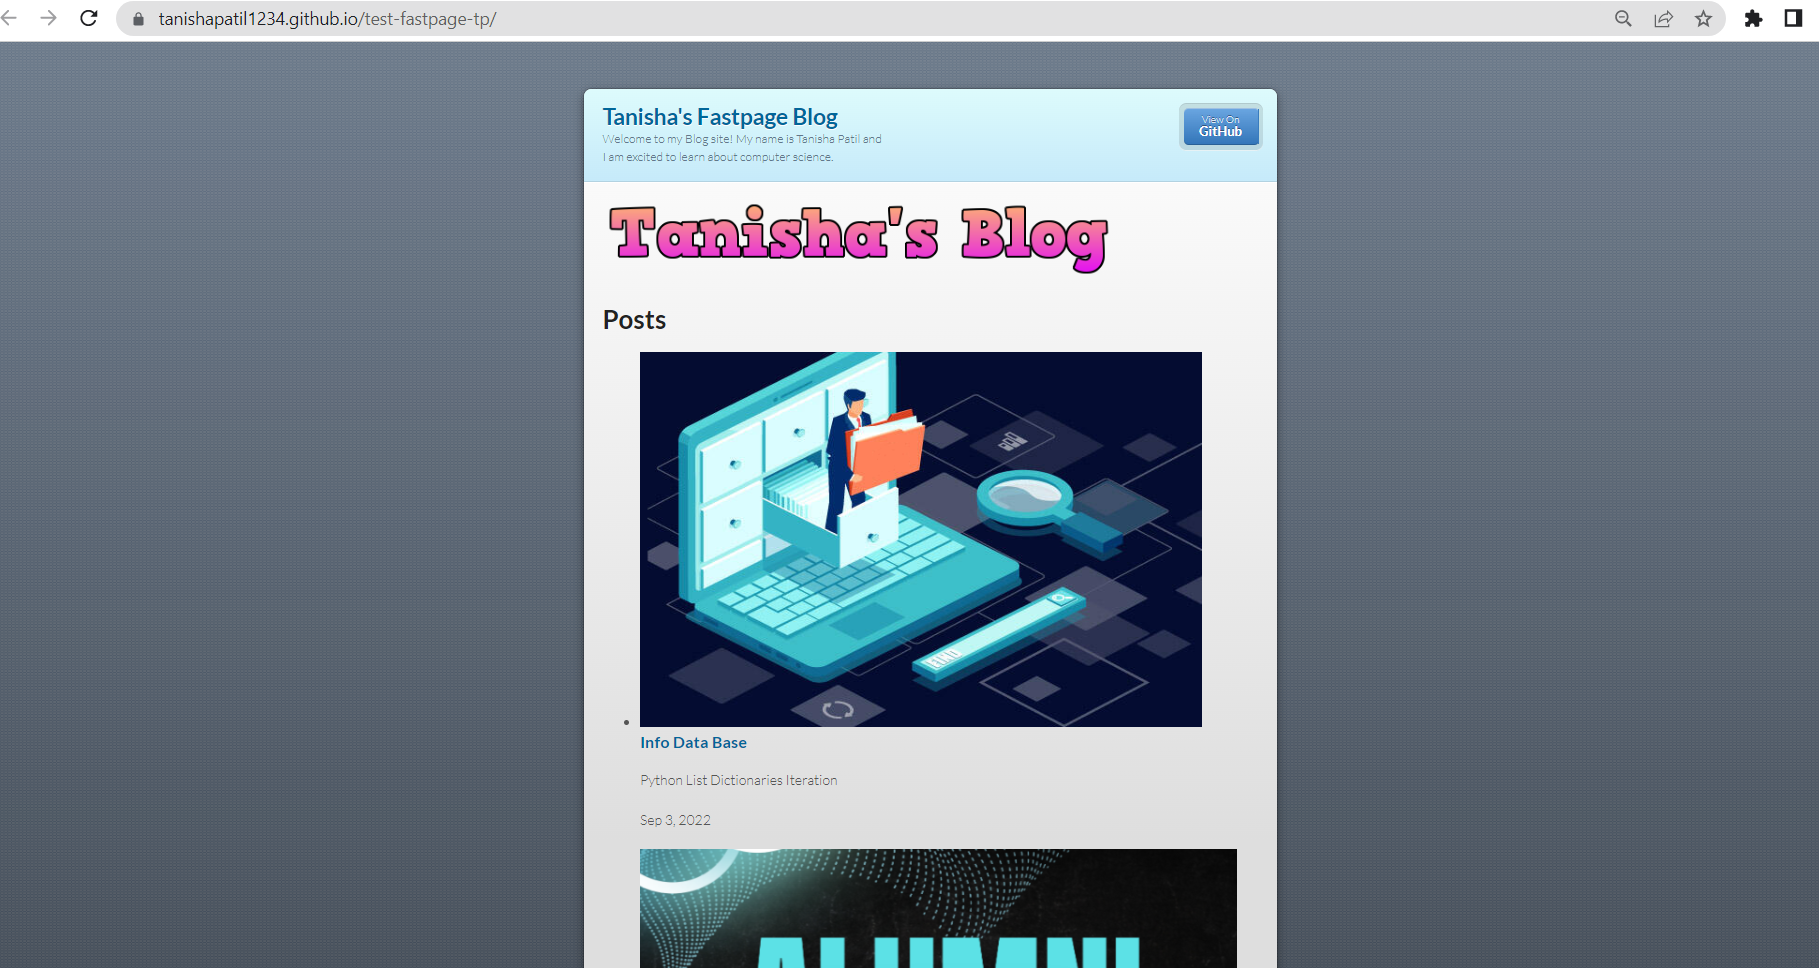 tanishapatil1234.github.io/test-fastpage-tp/
Tanisha's Fastpage Blog
Welcome to my Blog site! My name is Tanisha Patil and
I am excited to learn about computer science.
View On
GitHub
Tanisha's Blog
Posts
FIND
Info Data Base
Python List Dictionaries Iteration
Sep 3, 2022
ALUMNI